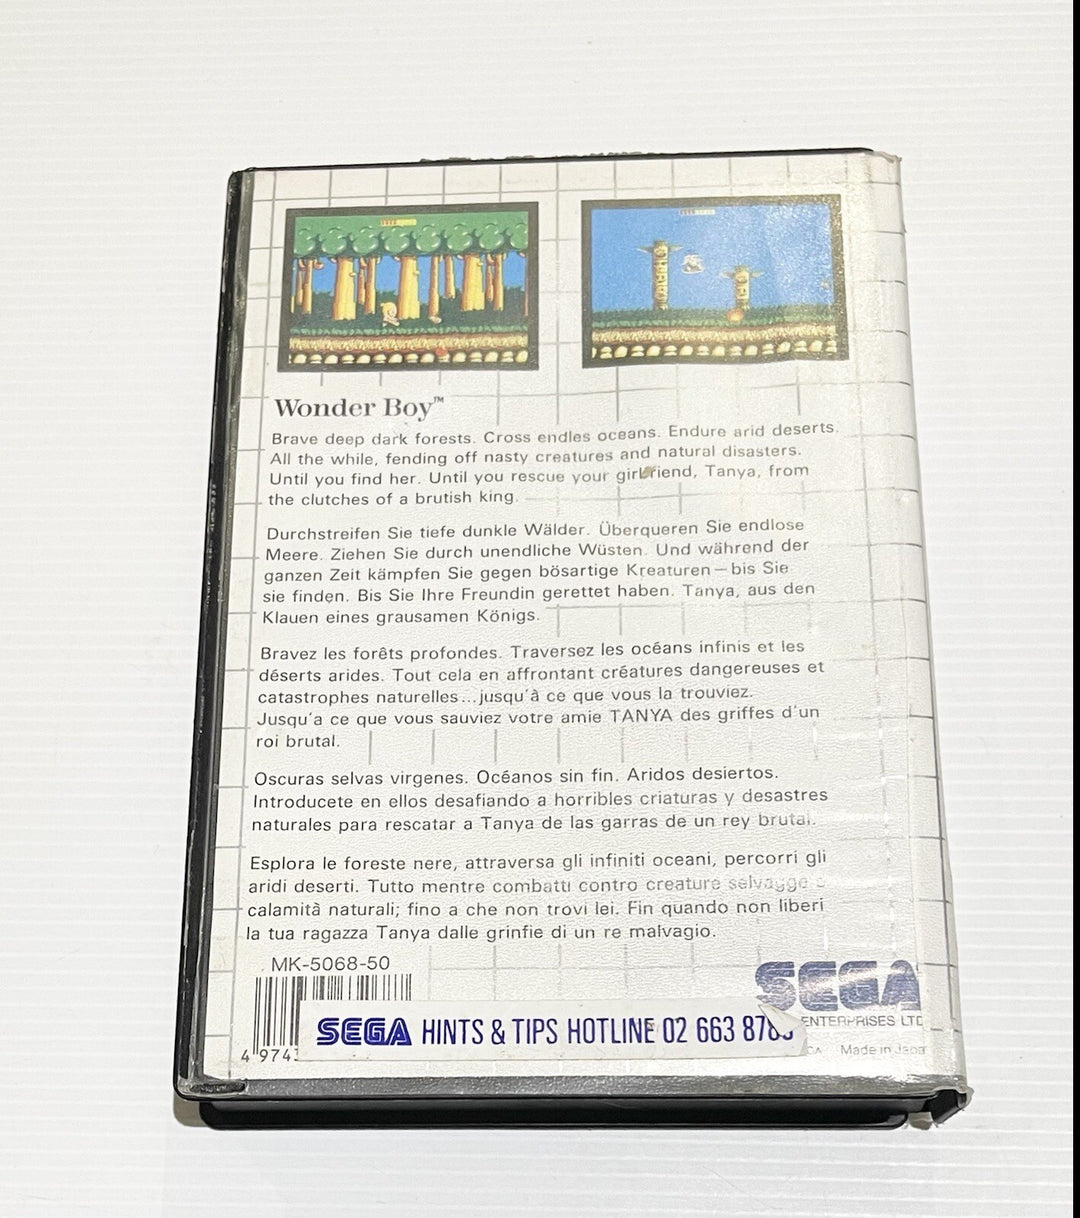 Wonder Boy™
Brave deep dark forests. Cross endles oceans. Endure arid deserts.
All the while, fending off nasty creatures and natural disasters.
Until you find her. Until you rescue your girlfriend, Tanya, from
the clutches of a brutish king.
Durchstreifen Sie tiefe dunkle Wälder. Überqueren Sie endlose
Meere. Ziehen Sie durch unendliche Wüsten. Und während der
ganzen Zeit kämpfen Sie gegen bösartige Kreaturen — bis Sie
sie finden. Bis Sie Ihre Freundin gerettet haben. Tanya, aus den
Klauen eines grausamen Königs.
Bravez les forêts profondes. Traversez les océans infinis et les
déserts arides. Tout cela en affrontant créatures dangereuses et
catastrophes naturelles...jusqu'à ce que vous la trouviez.
Jusqu'a ce que vous sauviez votre amie TANYA des griffes d'un
roi brutal.
Oscuras selvas virgenes. Océanos sin fin. Aridos desiertos.
Introducete en ellos desafiando a horribles criaturas y desastres
naturales para rescatar a Tanya de las garras de un rey brutal.
Esplora le foreste nere, attraversa gli infiniti oceani, percorri gli
aridi deserti. Tutto mentre combatti contro creature selvagge e
calamità naturali; fino a che non trovi lei. Fin quando non liberi
la tua ragazza Tanya dalle grinfie di un re malvagio.
MK-5068-50
SEGA
ENTERPRISES LTD
SEGA HINTS & TIPS HOTLINE 02 663 878
4 974
Made in Japan